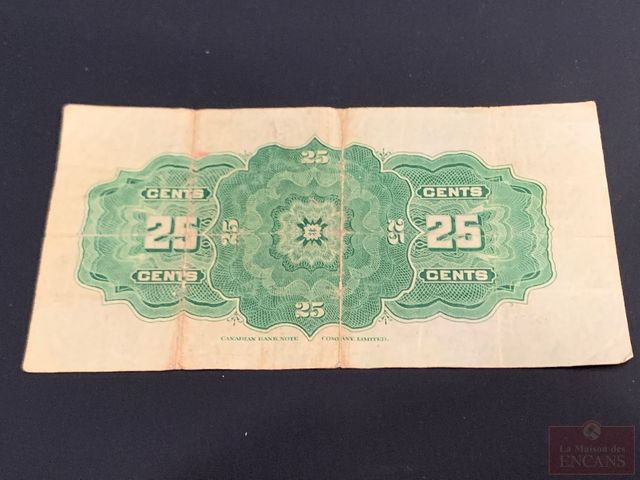 25
CENTS CENTS
25 25 25 25
CENTS CENTS
25
CANADIAN BANK NOTE COMPANY, LIMITED.
La Maison des
ENCANS